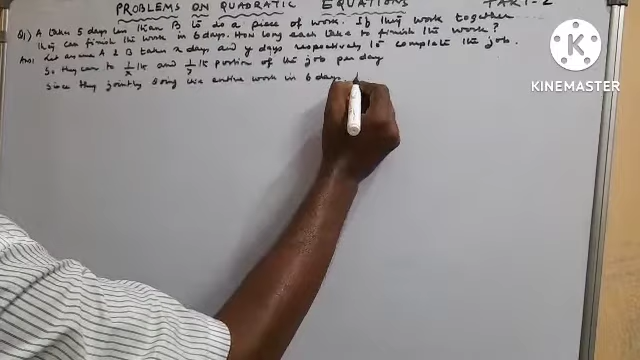 PROBLEMS ON QUADRATIC EQUATIONS PART-2
Q1) A takes 5 days less than B to do a piece of work. If they work together
they can finish the work in 6 days. How long each take to finish the work?
Ans: Let assume A & B takes x days and y days respectively to complete the job.
So they can do 1/x th and 1/y th portion of the job per day
Since they jointly doing the entire work in 6 days.
KINEMASTER